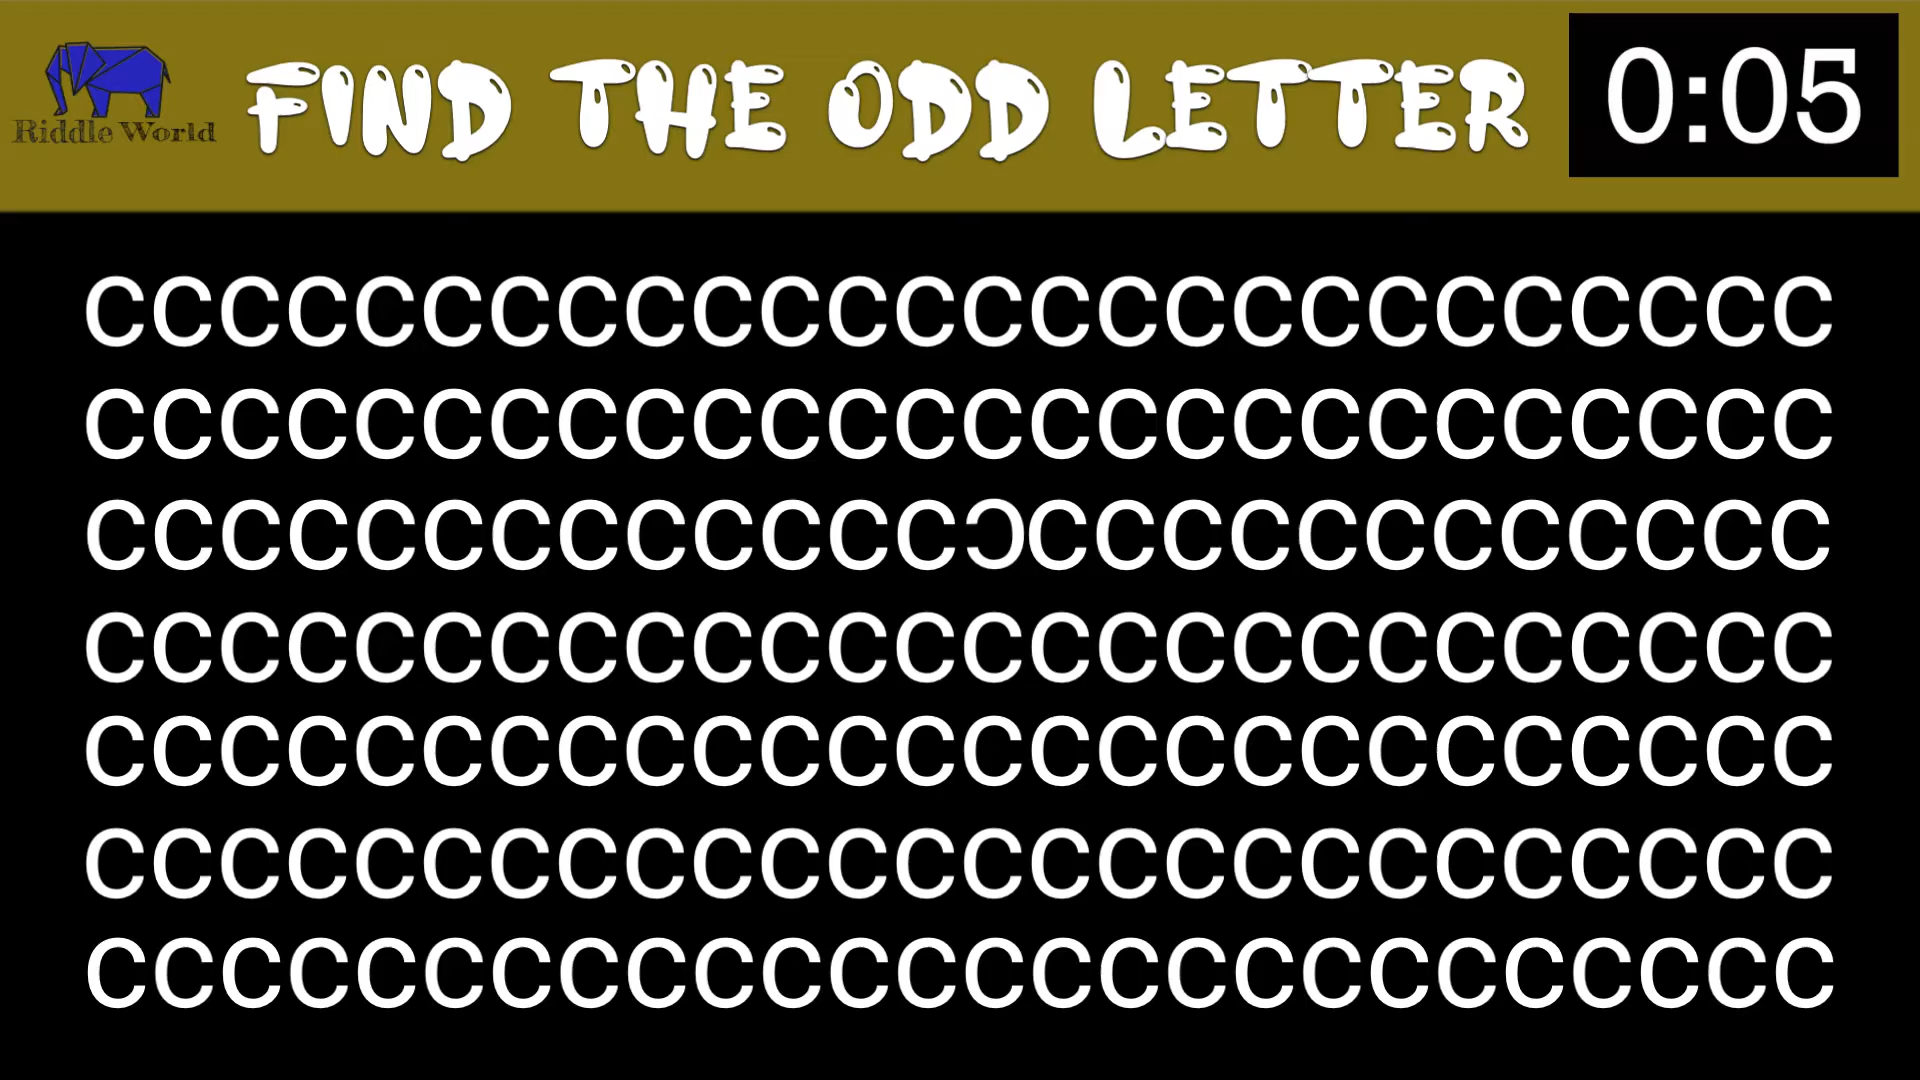 Riddle World
FIND THE ODD LETTER
0:05
CCCCCCCCCCCCCCCCCCCCCCCCCC
CCCCCCCCCCCCCCCCCCCCCCCCCC
CCCCCCCCCCCCCƆCCCCCCCCCCCC
CCCCCCCCCCCCCCCCCCCCCCCCCC
CCCCCCCCCCCCCCCCCCCCCCCCCC
CCCCCCCCCCCCCCCCCCCCCCCCCC
CCCCCCCCCCCCCCCCCCCCCCCCCC